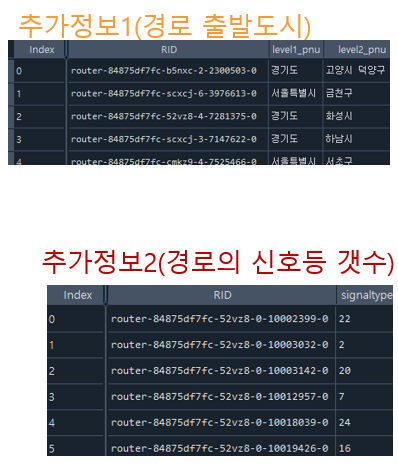 추가정보1(경로 출발도시)
Index RID level1_pnu level2_pnu
0 router-84875df7fc-b5nxc-2-2300503-0 경기도 고양시 덕양구
1 router-84875df7fc-scxcj-6-3976613-0 서울특별시 금천구
2 router-84875df7fc-52vz8-4-7281375-0 경기도 화성시
3 router-84875df7fc-scxcj-3-7147622-0 경기도 하남시
4 router-84875df7fc-cmkz9-4-7525466-0 서울특별시 서초구
추가정보2(경로의 신호등 갯수)
Index RID signaltype
0 router-84875df7fc-52vz8-0-10002399-0 22
1 router-84875df7fc-52vz8-0-10003032-0 2
2 router-84875df7fc-52vz8-0-10003142-0 20
3 router-84875df7fc-52vz8-0-10012957-0 7
4 router-84875df7fc-52vz8-0-10018039-0 24
5 router-84875df7fc-52vz8-0-10019426-0 16